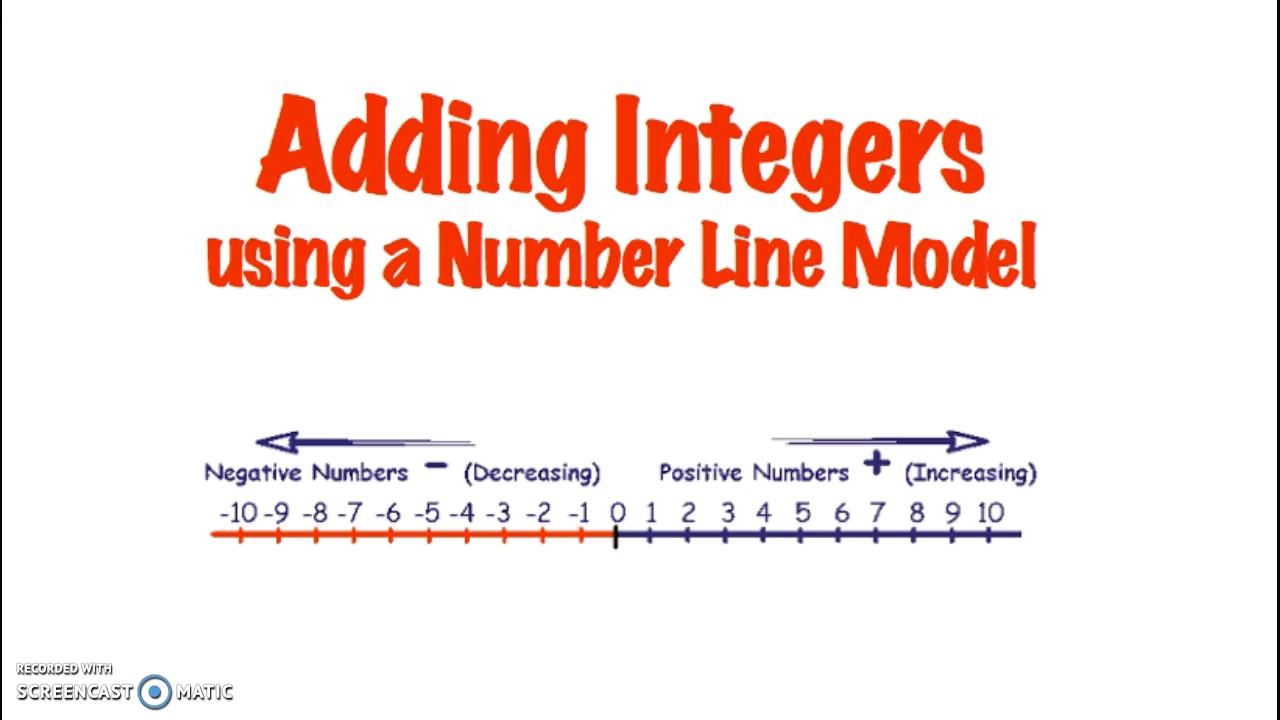 Adding Integers
using a Number Line Model
Negative Numbers - (Decreasing) Positive Numbers + (Increasing)
-10 -9 -8 -7 -6 -5 -4 -3 -2 -1 0 1 2 3 4 5 6 7 8 9 10
RECORDED WITH
SCREENCAST MATIC